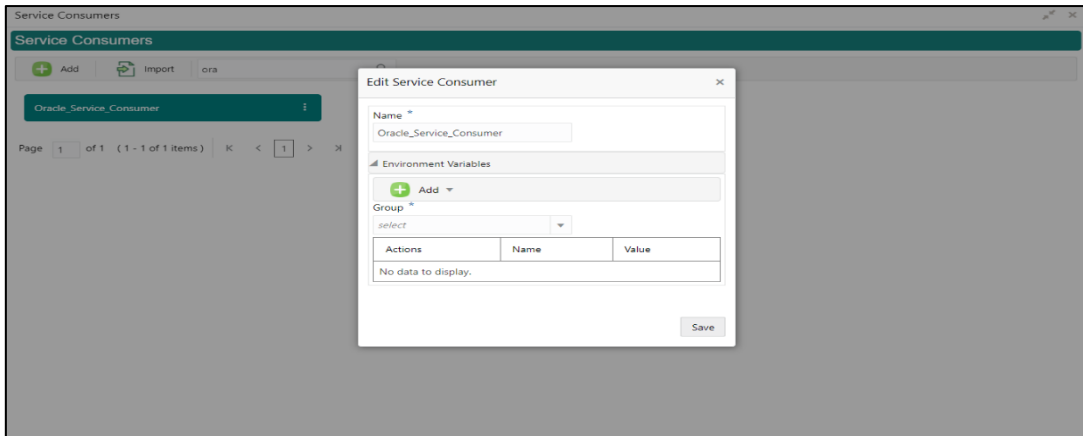 Service Consumers
Service Consumers
Add Import ora
Oracle_Service_Consumer
Page 1 of 1 (1 - 1 of 1 items) K < 1 > >|
Edit Service Consumer
Name *
Oracle_Service_Consumer
Environment Variables
Add
Group *
select
Actions Name Value
No data to display.
Save